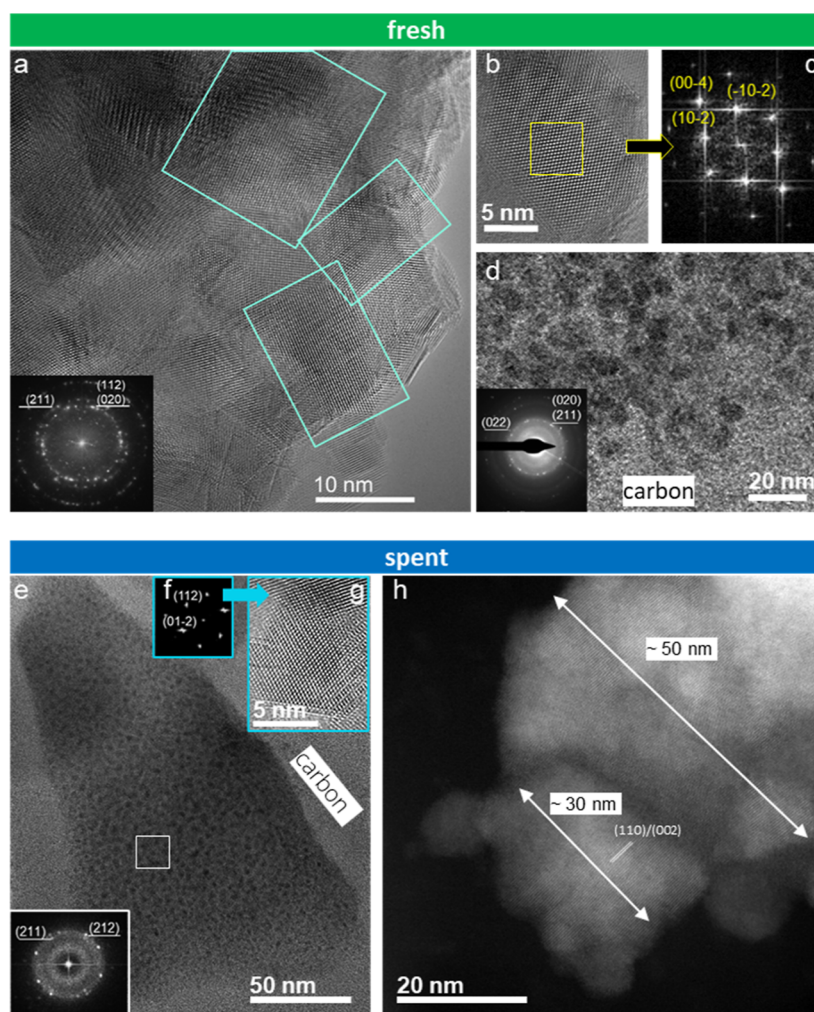 fresh
a
(211)
(112)
(020)
10 nm
b
5 nm
(00-4)
(-10-2)
(10-2)
d
(022)
(020)
(211)
carbon
20 nm
spent
e
f
(112)
(01-2)
g
5 nm
carbon
(211)
(212)
50 nm
h
~ 50 nm
~ 30 nm
(110)/(002)
20 nm